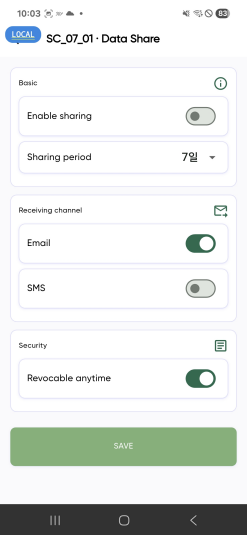 10:03
83
LOCAL
SC_07_01 · Data Share
Basic
Enable sharing
Sharing period 7일
Receiving channel
Email
SMS
Security
Revocable anytime
SAVE